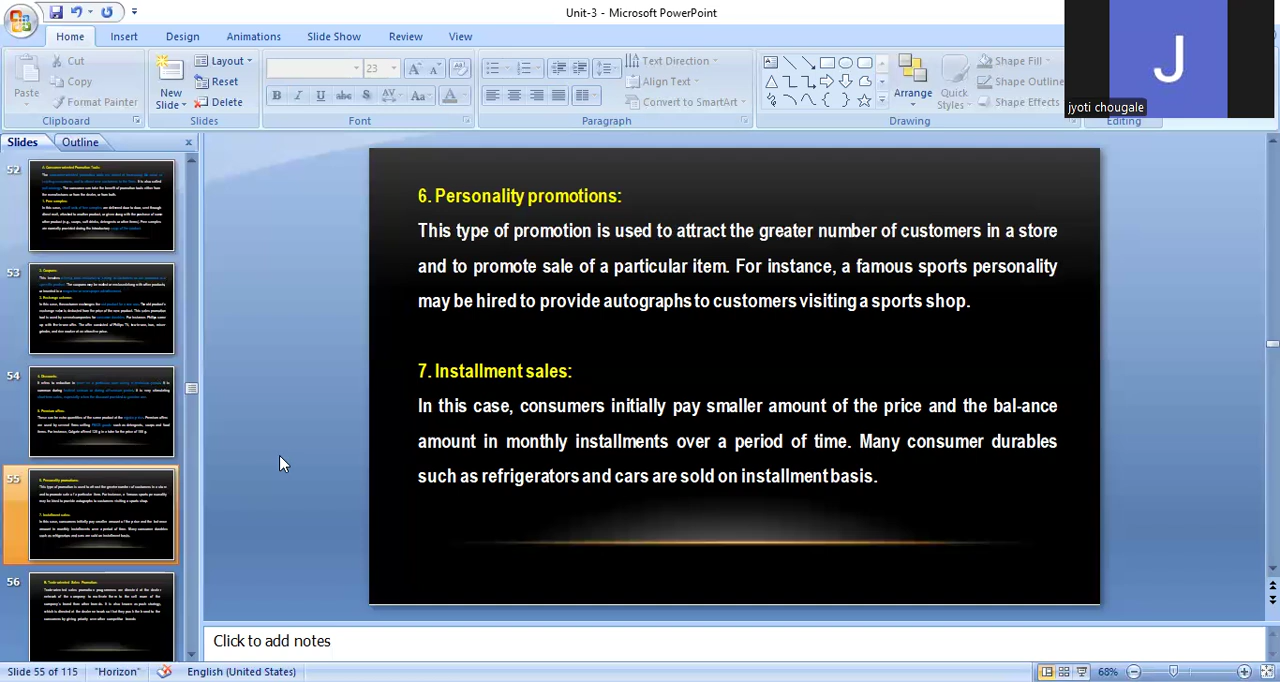 Unit-3 - Microsoft PowerPoint
Home Insert Design Animations Slide Show Review View
Cut
Copy
Format Painter
Paste
Clipboard
New
Slide
Layout
Reset
Delete
Slides
23
Font
Text Direction
Align Text
Convert to SmartArt
Paragraph
Arrange
Quick
Styles
Shape Fill
Shape Outline
Shape Effects
Drawing
Editing
J
jyoti chougale
Slides Outline
52
53
54
55
56
6. Personality promotions:
This type of promotion is used to attract the greater number of customers in a store
and to promote sale of a particular item. For instance, a famous sports personality
may be hired to provide autographs to customers visiting a sports shop.
7. Installment sales:
In this case, consumers initially pay smaller amount of the price and the bal-ance
amount in monthly installments over a period of time. Many consumer durables
such as refrigerators and cars are sold on installment basis.
Click to add notes
Slide 55 of 115 "Horizon" English (United States) 68%